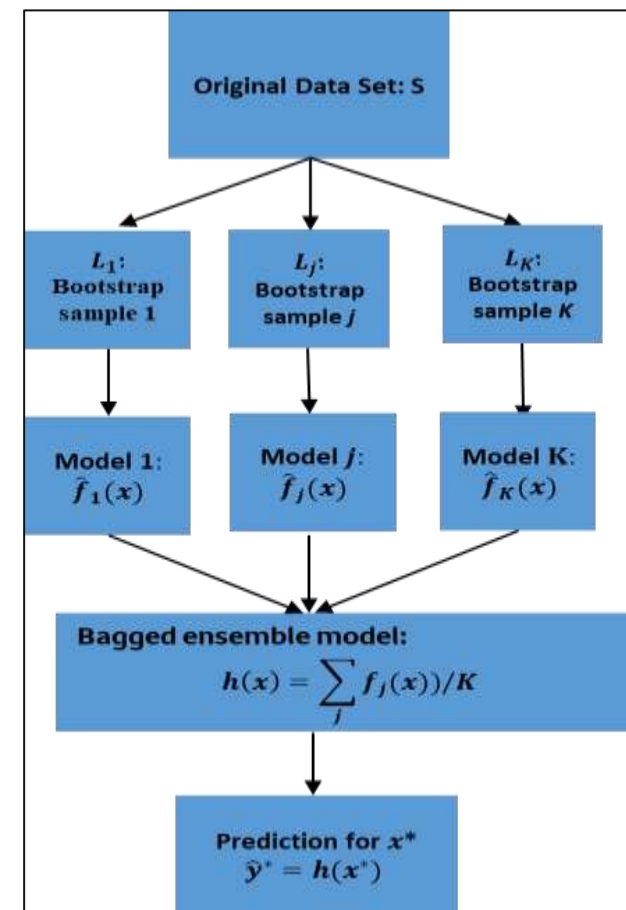 Original Data Set: S
L₁:
Bootstrap
sample 1
Lⱼ:
Bootstrap
sample j
L_K:
Bootstrap
sample K
Model 1:
f̂₁(x)
Model j:
f̂ⱼ(x)
Model K:
f̂_K(x)
Bagged ensemble model:
h(x) = ∑ⱼ fⱼ(x))/K
Prediction for x*
ŷ* = h(x*)